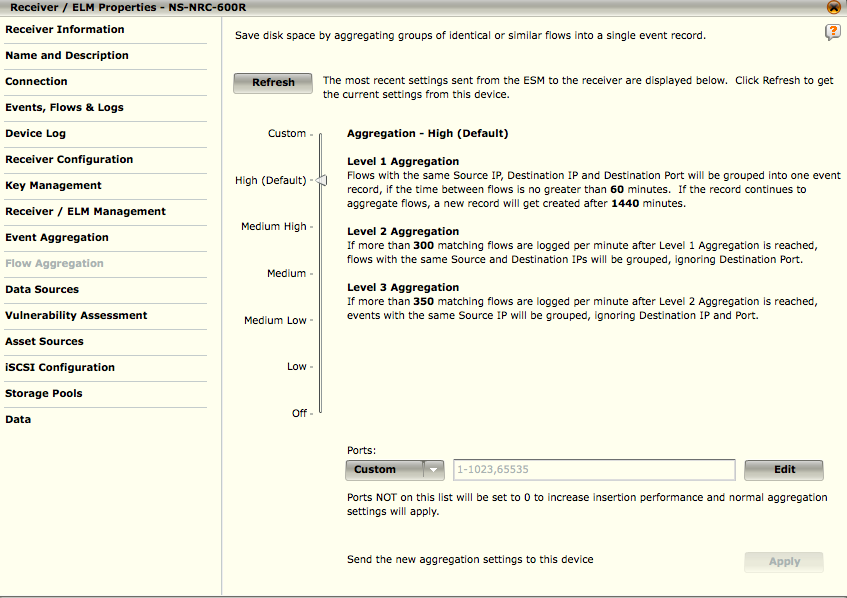 Receiver / ELM Properties - NS-NRC-600R
Receiver Information
Name and Description
Connection
Events, Flows & Logs
Device Log
Receiver Configuration
Key Management
Receiver / ELM Management
Event Aggregation
Flow Aggregation
Data Sources
Vulnerability Assessment
Asset Sources
iSCSI Configuration
Storage Pools
Data
Save disk space by aggregating groups of identical or similar flows into a single event record.
?
Refresh
The most recent settings sent from the ESM to the receiver are displayed below. Click Refresh to get
the current settings from this device.
Custom -
High (Default) -
Medium High -
Medium -
Medium Low -
Low -
Off -
Aggregation - High (Default)
Level 1 Aggregation
Flows with the same Source IP, Destination IP and Destination Port will be grouped into one event
record, if the time between flows is no greater than 60 minutes. If the record continues to
aggregate flows, a new record will get created after 1440 minutes.
Level 2 Aggregation
If more than 300 matching flows are logged per minute after Level 1 Aggregation is reached,
flows with the same Source and Destination IPs will be grouped, ignoring Destination Port.
Level 3 Aggregation
If more than 350 matching flows are logged per minute after Level 2 Aggregation is reached,
events with the same Source IP will be grouped, ignoring Destination IP and Port.
Ports:
Custom
1-1023,65535
Edit
Ports NOT on this list will be set to 0 to increase insertion performance and normal aggregation
settings will apply.
Send the new aggregation settings to this device
Apply